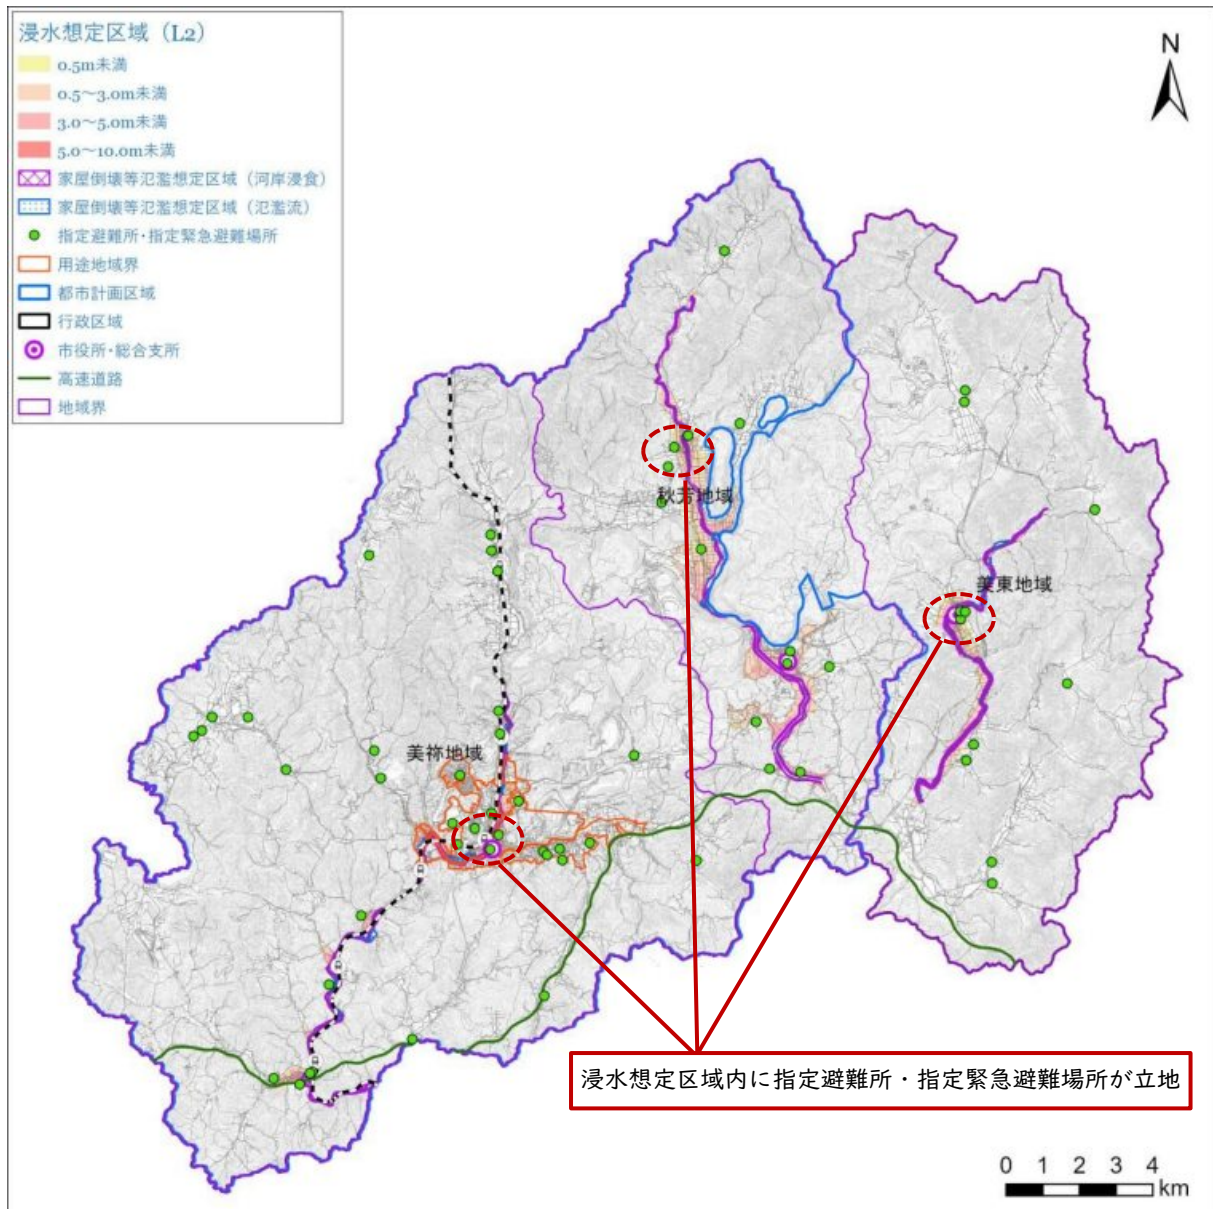 浸水想定区域（L2）
0.5m未満
0.5～3.0m未満
3.0～5.0m未満
5.0～10.0m未満
家屋倒壊等氾濫想定区域（河岸浸食）
家屋倒壊等氾濫想定区域（氾濫流）
指定避難所・指定緊急避難場所
用途地域界
都市計画区域
行政区域
市役所・総合支所
高速道路
地域界
N
秋芳地域
美東地域
美祢地域
浸水想定区域内に指定避難所・指定緊急避難場所が立地
0 1 2 3 4
km